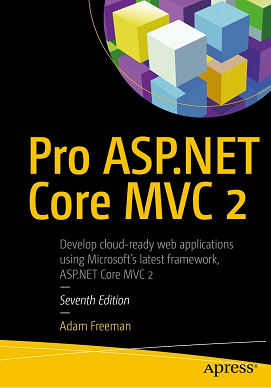 Pro ASP.NET
Core MVC 2
Develop cloud-ready web applications
using Microsoft's latest framework,
ASP.NET Core MVC 2
—
Seventh Edition
—
Adam Freeman
Apress®